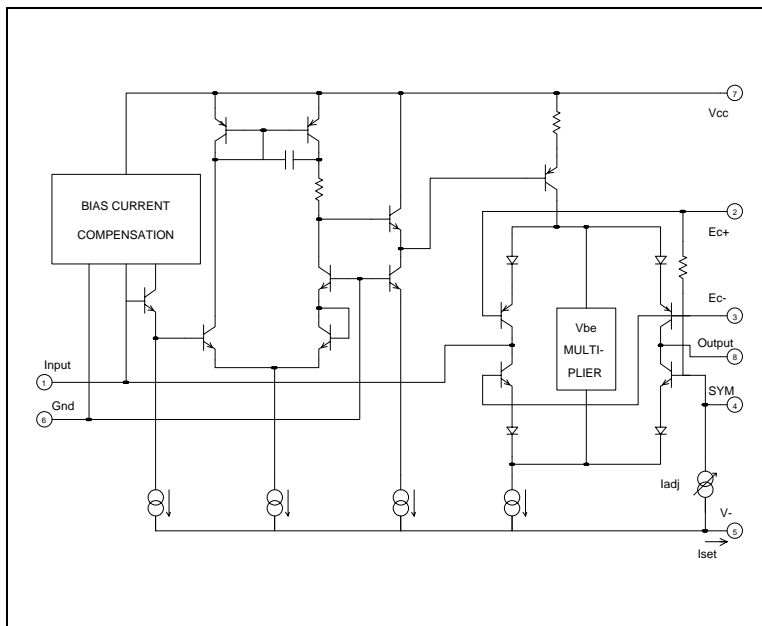 7
Vcc
BIAS CURRENT
COMPENSATION
2
Ec+
Ec-
3
Vbe
MULTI-
PLIER
Output
8
Input
1
SYM
4
Gnd
6
Iadj
V-
5
Iset